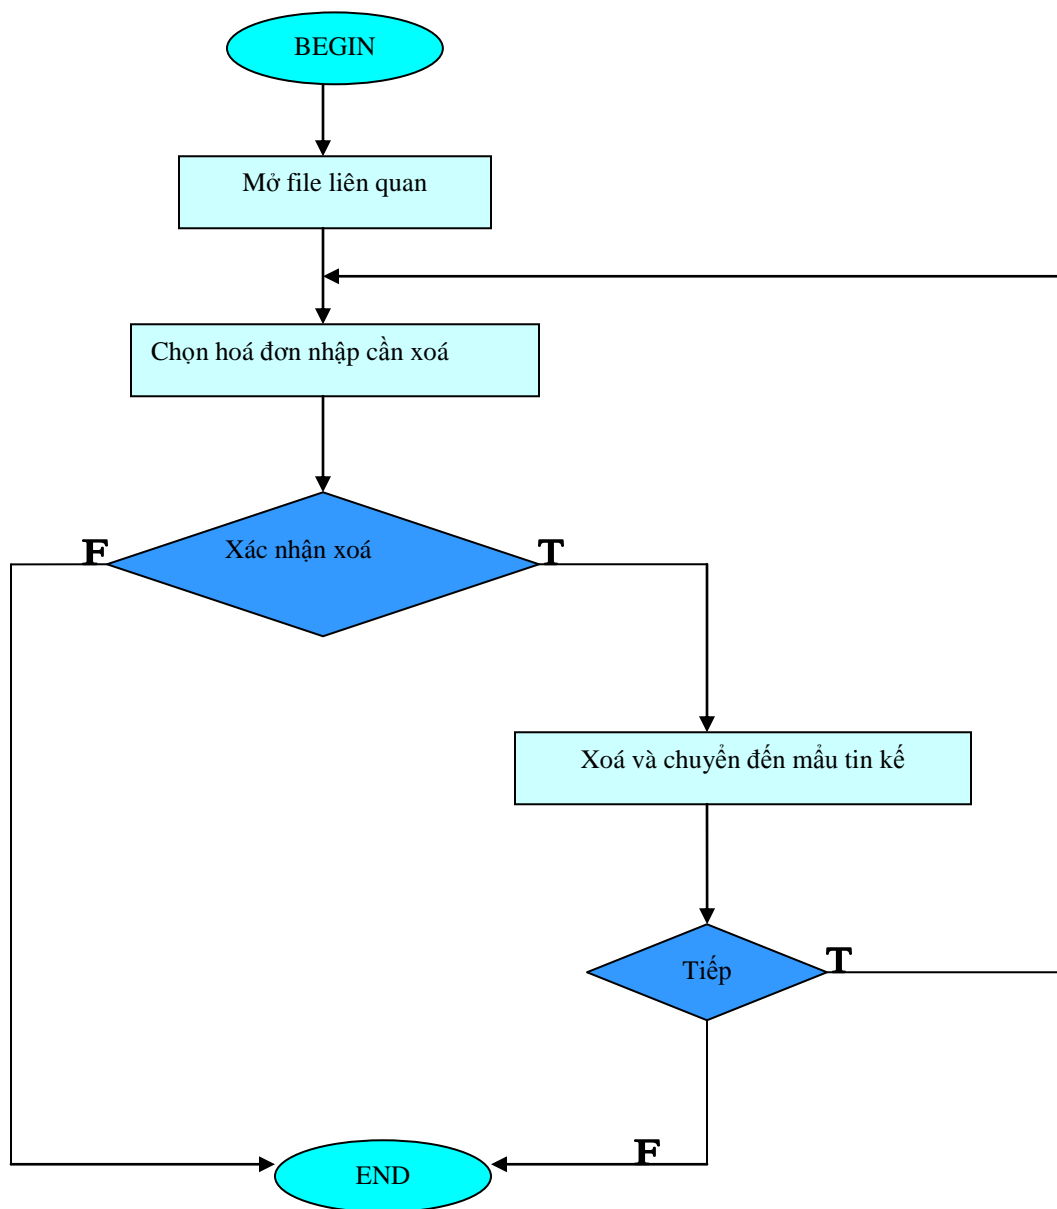 BEGIN
Mở file liên quan
Chọn hoá đơn nhập cần xoá
Xác nhận xoá
F
T
Xoá và chuyển đến mẩu tin kế
Tiếp
T
F
END